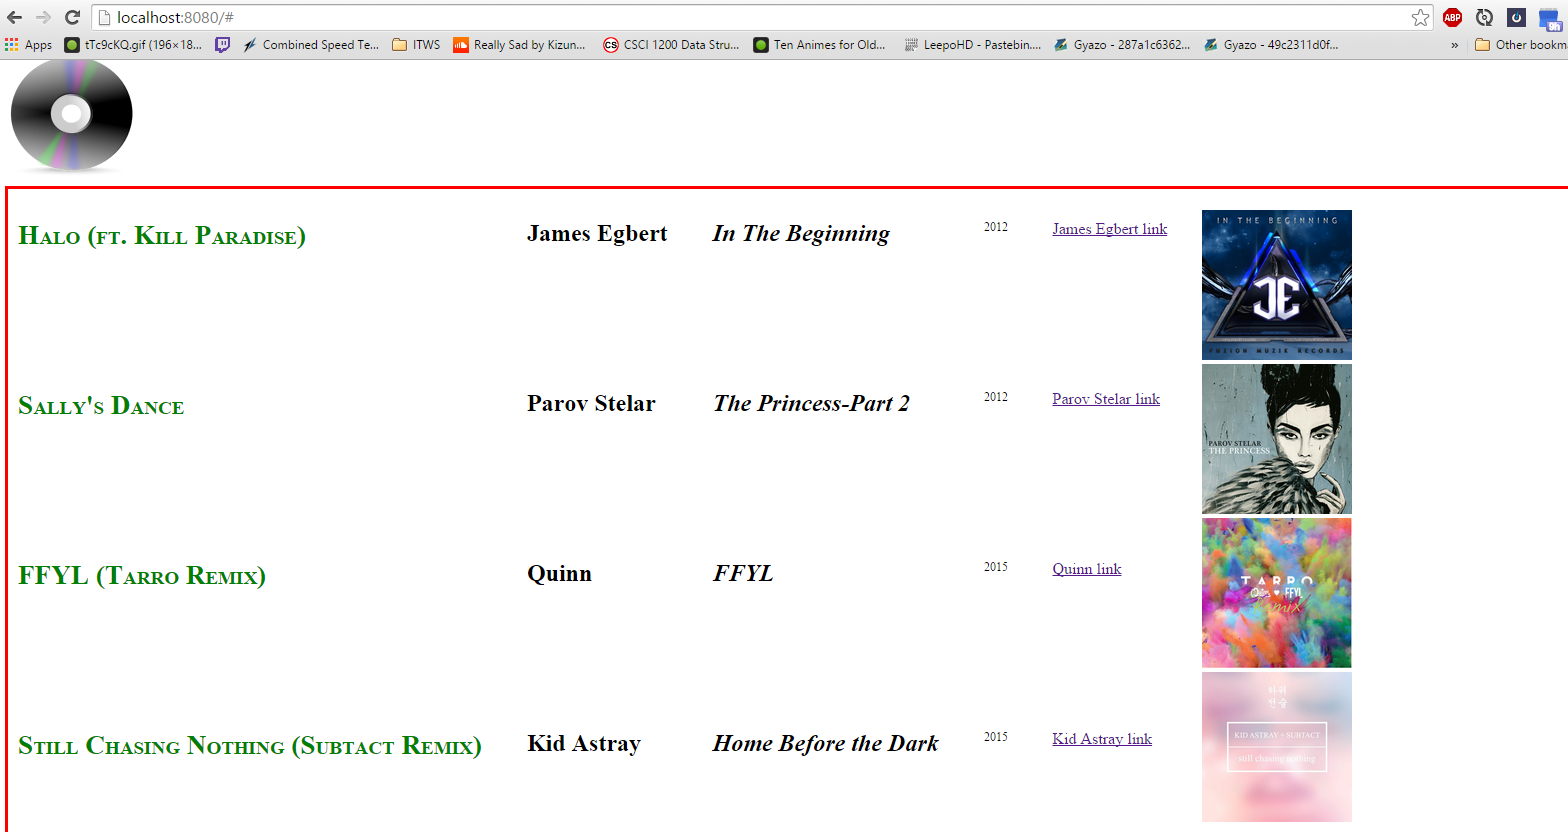 localhost:8080/#
ABP
9h
Apps
tTc9cKQ.gif (196×18...
Combined Speed Te...
ITWS
Really Sad by Kizun...
CS
CSCI 1200 Data Stru...
Ten Animes for Old...
LeepoHD - Pastebin....
Gyazo - 287a1c6362...
Gyazo - 49c2311d0f...
»
Other bookm
Halo (ft. Kill Paradise) James Egbert In The Beginning 2012 James Egbert link
IN THE BEGINNING
JE
FUZION MUZIK RECORDS
Sally's Dance Parov Stelar The Princess-Part 2 2012 Parov Stelar link
PAROV STELAR
THE PRINCESS
FFYL (Tarro Remix) Quinn FFYL 2015 Quinn link
TARRO
FFYL
Remix
Still Chasing Nothing (Subtact Remix) Kid Astray Home Before the Dark 2015 Kid Astray link
KID ASTRAY + SUBTACT
still chasing nothing